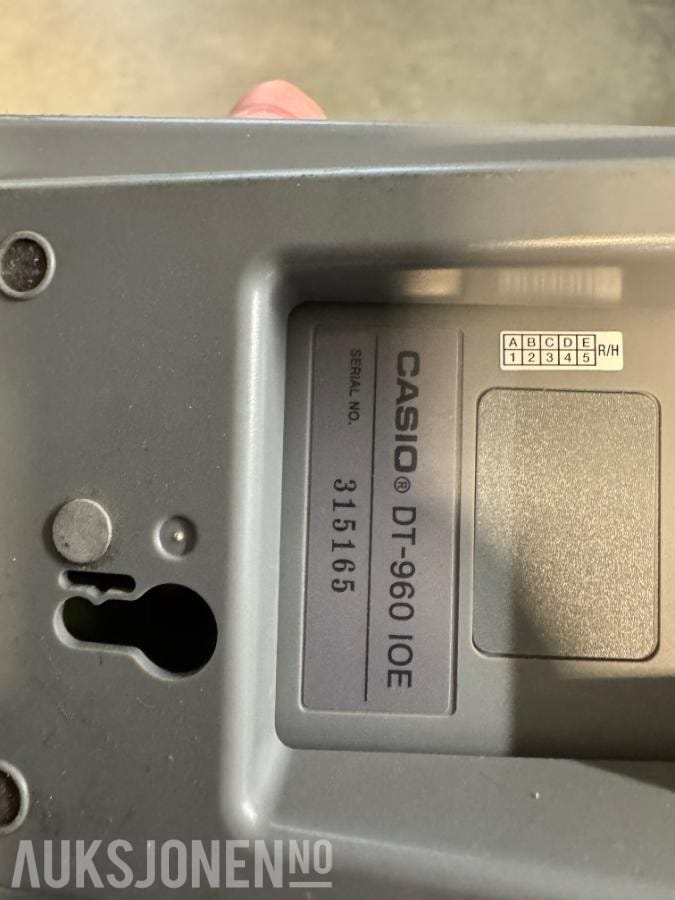 CASIO® DT-960 IOE
SERIAL NO. 315165
A B C D E R/H
1 2 3 4 5
AUKSJONEN NO